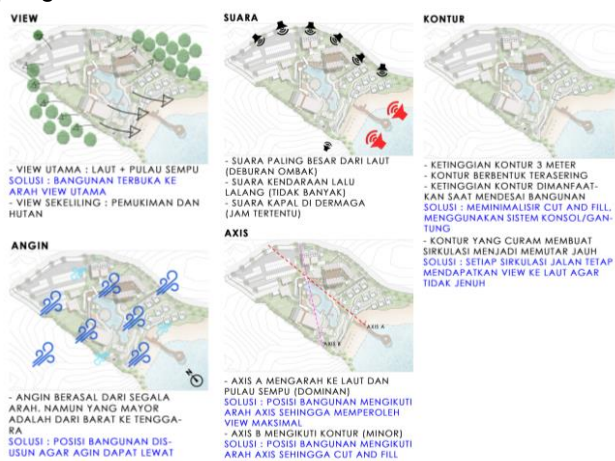 VIEW
- VIEW UTAMA : LAUT + PULAU SEMPU
SOLUSI : BANGUNAN TERBUKA KE
ARAH VIEW UTAMA
- VIEW SEKELILING : PEMUKIMAN DAN
HUTAN
SUARA
- SUARA PALING BESAR DARI LAUT
(DEBURAN OMBAK)
- SUARA KENDARAAN LALU
LALANG (TIDAK BANYAK)
- SUARA KAPAL DI DERMAGA
(JAM TERTENTU)
KONTUR
- KETINGGIAN KONTUR 3 METER
- KONTUR BERBENTUK TERASERING
- KETINGGIAN KONTUR DIMANFAAT-
KAN SAAT MENDESAI BANGUNAN
SOLUSI : MEMINIMALISIR CUT AND FILL,
MENGGUNAKAN SISTEM KONSOL/GAN-
TUNG
- KONTUR YANG CURAM MEMBUAT
SIRKULASI MENJADI MEMUTAR JAUH
SOLUSI : SETIAP SIRKULASI JALAN TETAP
MENDAPATKAN VIEW KE LAUT AGAR
TIDAK JENUH
ANGIN
N
- ANGIN BERASAL DARI SEGALA
ARAH. NAMUN YANG MAYOR
ADALAH DARI BARAT KE TENGGA-
RA
SOLUSI : POSISI BANGUNAN DIS-
USUN AGAR AGIN DAPAT LEWAT
AXIS
AXIS A
AXIS B
- AXIS A MENGARAH KE LAUT DAN
PULAU SEMPU (DOMINAN)
SOLUSI : POSISI BANGUNAN MENGIKUTI
ARAH AXIS SEHINGGA MEMPEROLEH
VIEW MAKSIMAL
- AXIS B MENGIKUTI KONTUR (MINOR)
SOLUSI : POSISI BANGUNAN MENGIKUTI
ARAH AXIS SEHINGGA CUT AND FILL